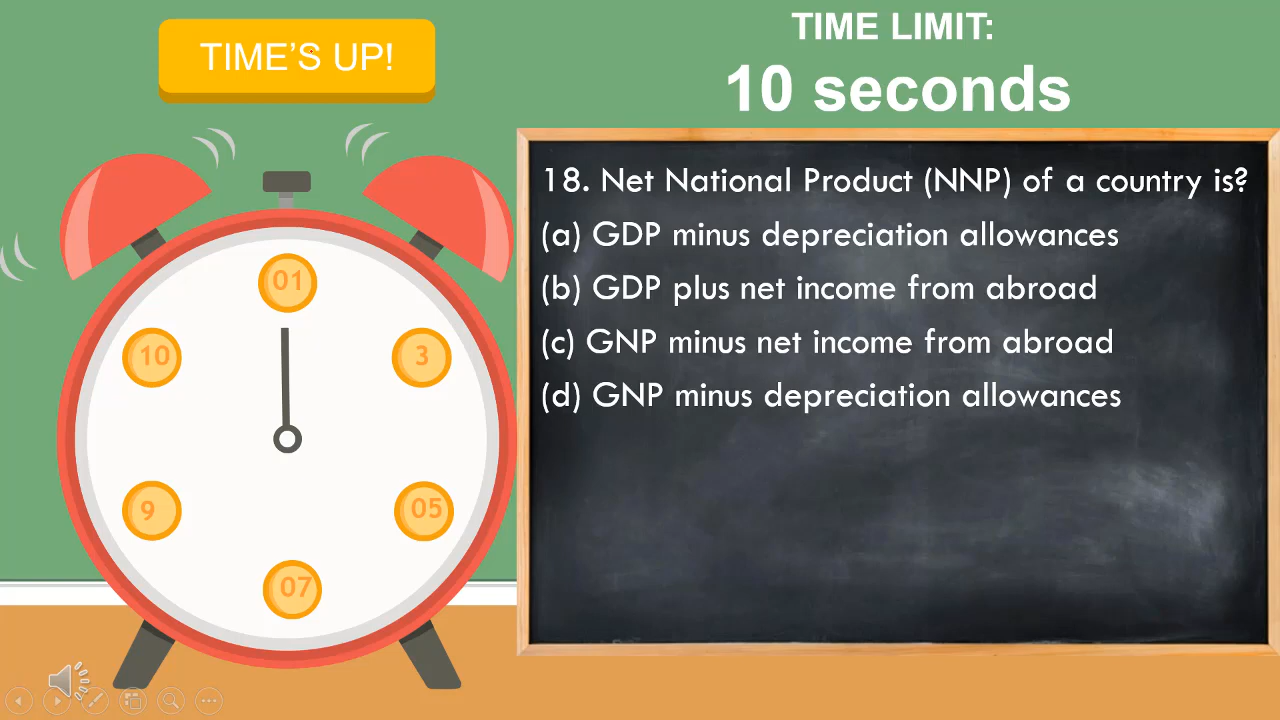 TIME'S UP!
TIME LIMIT:
10 seconds
01
10
3
9
05
07
18. Net National Product (NNP) of a country is?
(a) GDP minus depreciation allowances
(b) GDP plus net income from abroad
(c) GNP minus net income from abroad
(d) GNP minus depreciation allowances